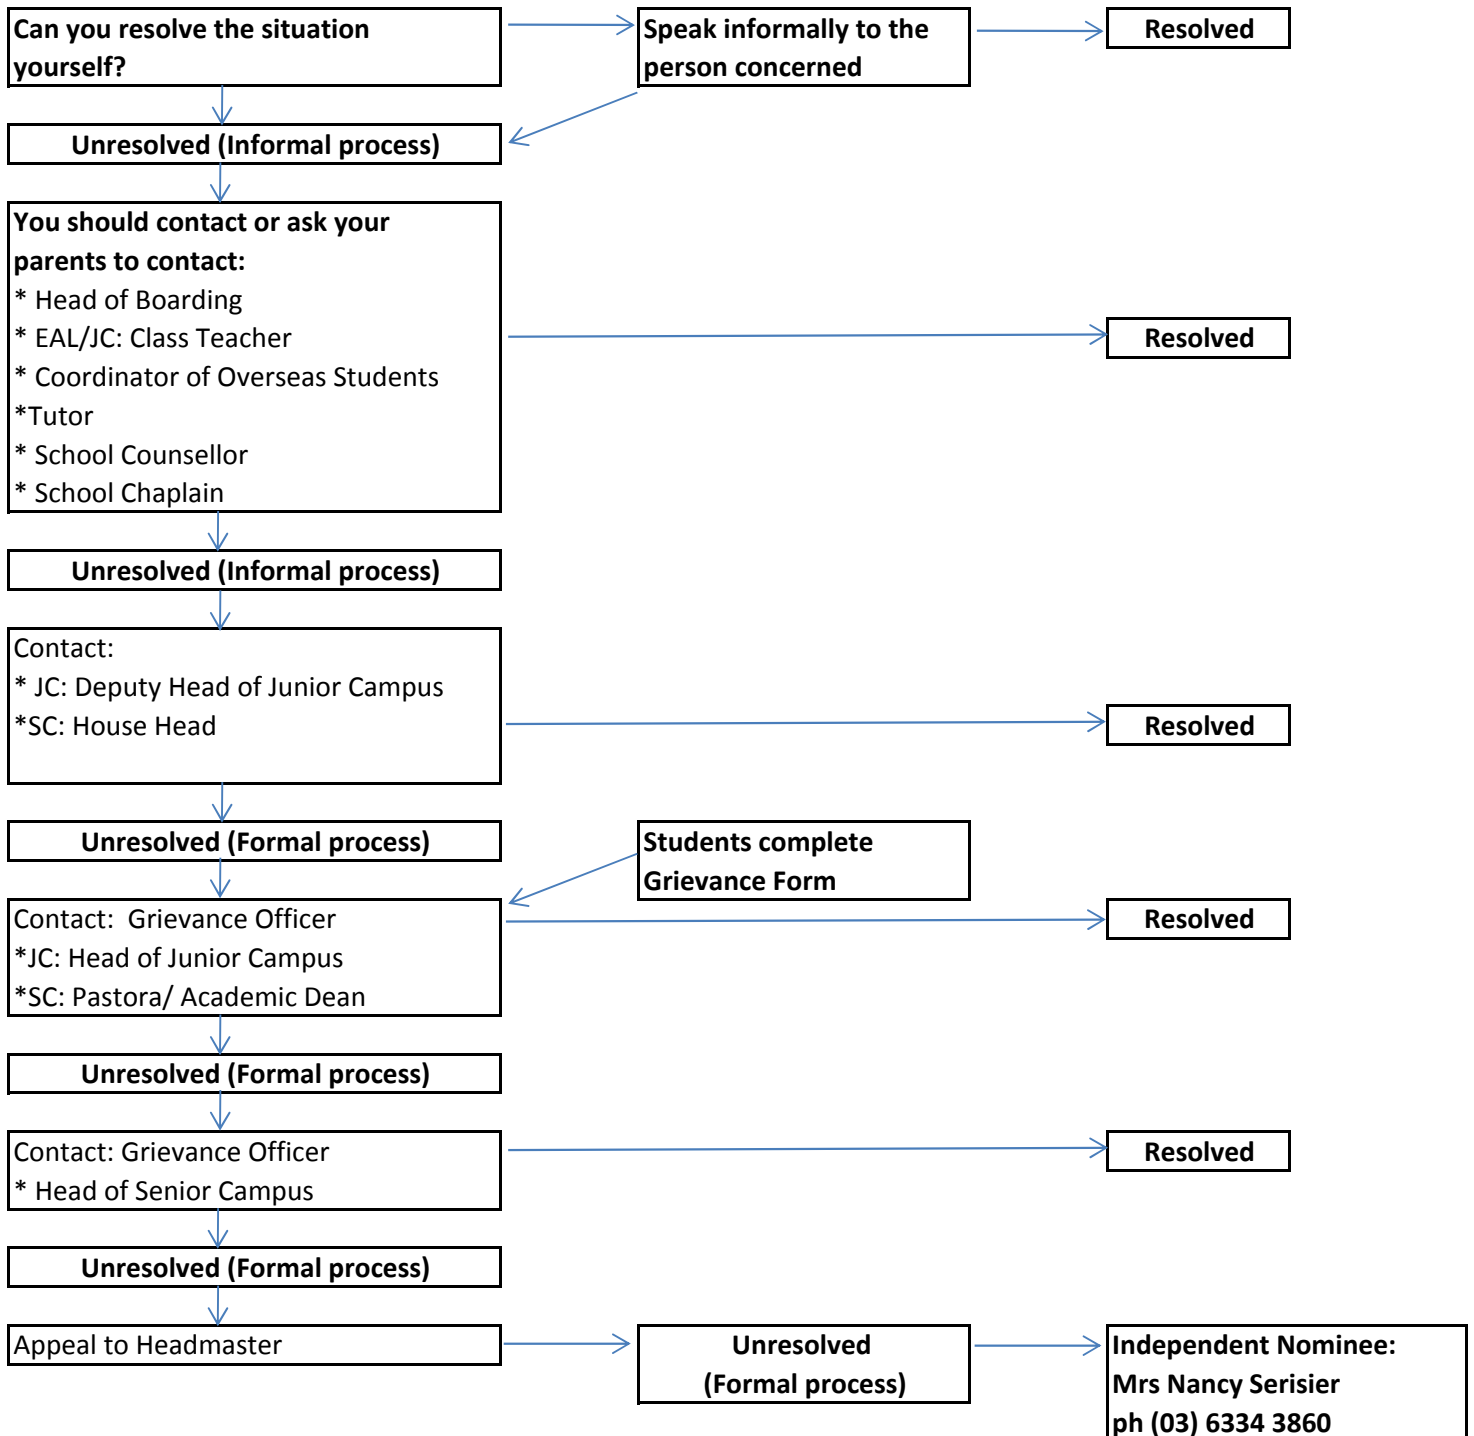 Can you resolve the situation
yourself?
Speak informally to the
person concerned
Resolved
Unresolved (Informal process)
You should contact or ask your
parents to contact:
* Head of Boarding
* EAL/JC: Class Teacher
* Coordinator of Overseas Students
*Tutor
* School Counsellor
* School Chaplain
Resolved
Unresolved (Informal process)
Contact:
* JC: Deputy Head of Junior Campus
*SC: House Head
Resolved
Unresolved (Formal process)
Students complete
Grievance Form
Contact:  Grievance Officer
*JC: Head of Junior Campus
*SC: Pastora/ Academic Dean
Resolved
Unresolved (Formal process)
Contact: Grievance Officer
* Head of Senior Campus
Resolved
Unresolved (Formal process)
Appeal to Headmaster
Unresolved
(Formal process)
Independent Nominee:
Mrs Nancy Serisier
ph (03) 6334 3860